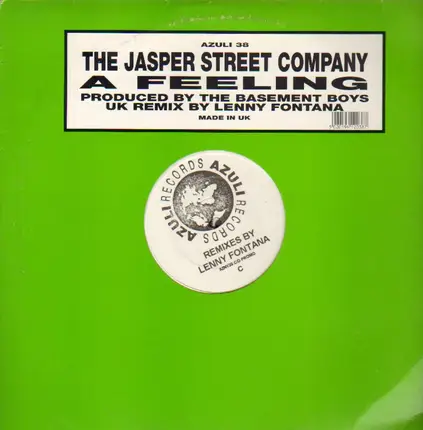 AZULI 38
THE JASPER STREET COMPANY
A FEELING
PRODUCED BY THE BASEMENT BOYS
UK REMIX BY LENNY FONTANA
MADE IN UK
AZULI RECORDS AZULI RECORDS
REMIXES BY
LENNY FONTANA
C